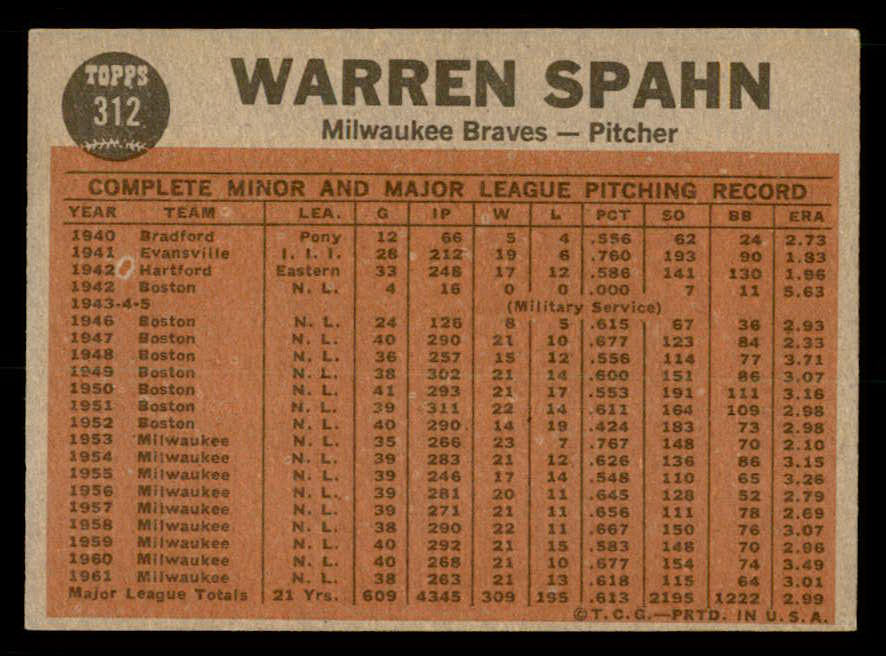 TOPPS
312
WARREN SPAHN
Milwaukee Braves — Pitcher
COMPLETE MINOR AND MAJOR LEAGUE PITCHING RECORD
YEAR TEAM LEA. G IP W L PCT SO BB ERA
1940 Bradford Pony 12 66 5 4 .556 62 24 2.73
1941 Evansville I. I. I. 28 212 19 6 .760 193 90 1.83
1942 Hartford Eastern 33 248 17 12 .586 141 130 1.96
1942 Boston N. L. 4 16 0 0 .000 7 11 5.63
1943-4-5 (Military Service)
1946 Boston N. L. 24 126 8 5 .615 67 36 2.93
1947 Boston N. L. 40 290 21 10 .677 123 84 2.33
1948 Boston N. L. 36 257 15 12 .556 114 77 3.71
1949 Boston N. L. 38 302 21 14 .600 151 86 3.07
1950 Boston N. L. 41 293 21 17 .553 191 111 3.16
1951 Boston N. L. 39 311 22 14 .611 164 109 2.98
1952 Boston N. L. 40 290 14 19 .424 183 73 2.98
1953 Milwaukee N. L. 35 266 23 7 .767 148 70 2.10
1954 Milwaukee N. L. 39 283 21 12 .626 136 86 3.15
1955 Milwaukee N. L. 39 246 17 14 .548 110 65 3.26
1956 Milwaukee N. L. 39 281 20 11 .645 128 52 2.79
1957 Milwaukee N. L. 39 271 21 11 .656 111 78 2.69
1958 Milwaukee N. L. 38 290 22 11 .667 150 76 3.07
1959 Milwaukee N. L. 40 292 21 15 .583 148 70 2.96
1960 Milwaukee N. L. 40 268 21 10 .677 154 74 3.49
1961 Milwaukee N. L. 38 263 21 13 .618 115 64 3.01
Major League Totals 21 Yrs. 609 4345 309 195 .613 2195 1222 2.99
© T. C. G.—PRTD. IN U. S. A.